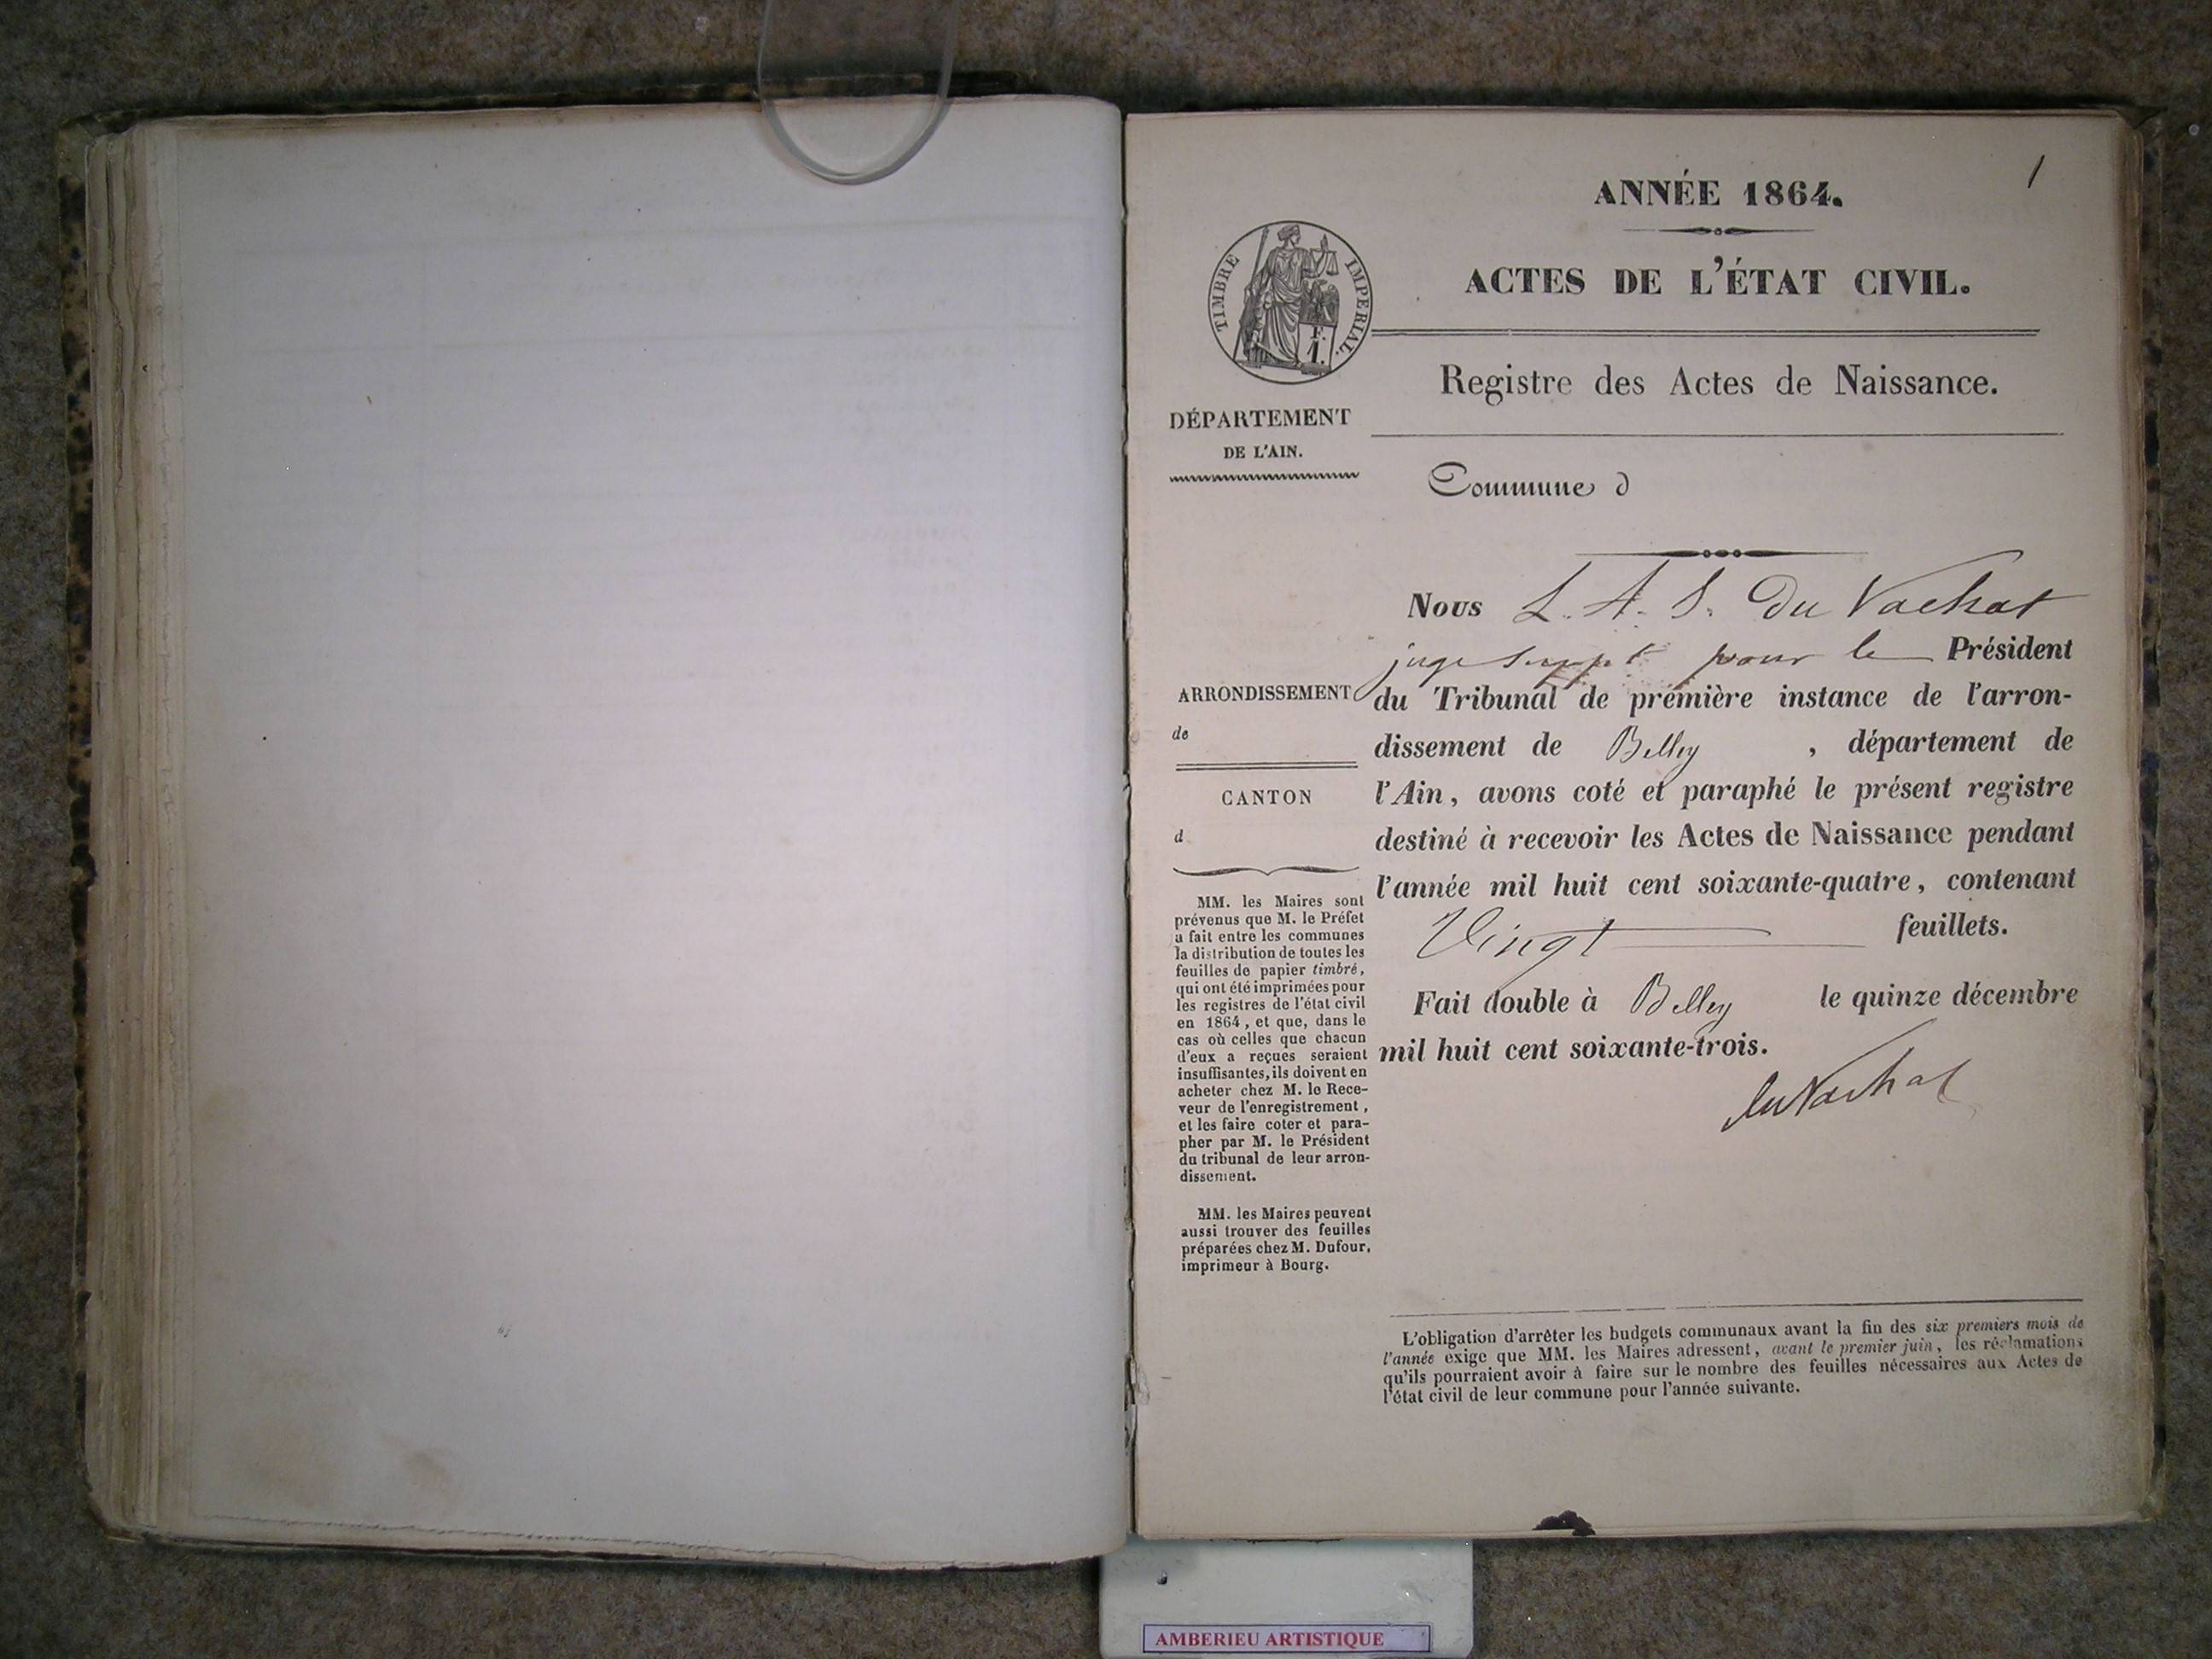 1
ANNÉE 1864.
ACTES DE L'ÉTAT CIVIL.
TIMBRE IMPERIAL.
F. 1.
Registre des Actes de Naissance.
DÉPARTEMENT
DE L'AIN.
Commune d
Nous L. A. S. Du Vachat
juge suppt pour le Président
du Tribunal de première instance de l'arron-
dissement de Belley , département de
l'Ain, avons coté et paraphé le présent registre
destiné à recevoir les Actes de Naissance pendant
l'année mil huit cent soixante-quatre, contenant
Vingt feuillets.
Fait double à Belley le quinze décembre
mil huit cent soixante-trois.
du Vachat
ARRONDISSEMENT
de
CANTON
d
MM. les Maires sont
prévenus que M. le Préfet
a fait entre les communes
la distribution de toutes les
feuilles de papier timbré,
qui ont été imprimées pour
les registres de l'état civil
en 1864, et que, dans le
cas où celles que chacun
d'eux a reçues seraient
insuffisantes, ils doivent en
acheter chez M. le Rece-
veur de l'enregistrement,
et les faire coter et para-
pher par M. le Président
du tribunal de leur arron-
dissement.
MM. les Maires peuvent
aussi trouver des feuilles
préparées chez M. Dufour,
imprimeur à Bourg.
L'obligation d'arrêter les budgets communaux avant la fin des six premiers mois de
l'année exige que MM. les Maires adressent, avant le premier juin, les réclamations
qu'ils pourraient avoir à faire sur le nombre des feuilles nécessaires aux Actes de
l'état civil de leur commune pour l'année suivante.
AMBERIEU ARTISTIQUE